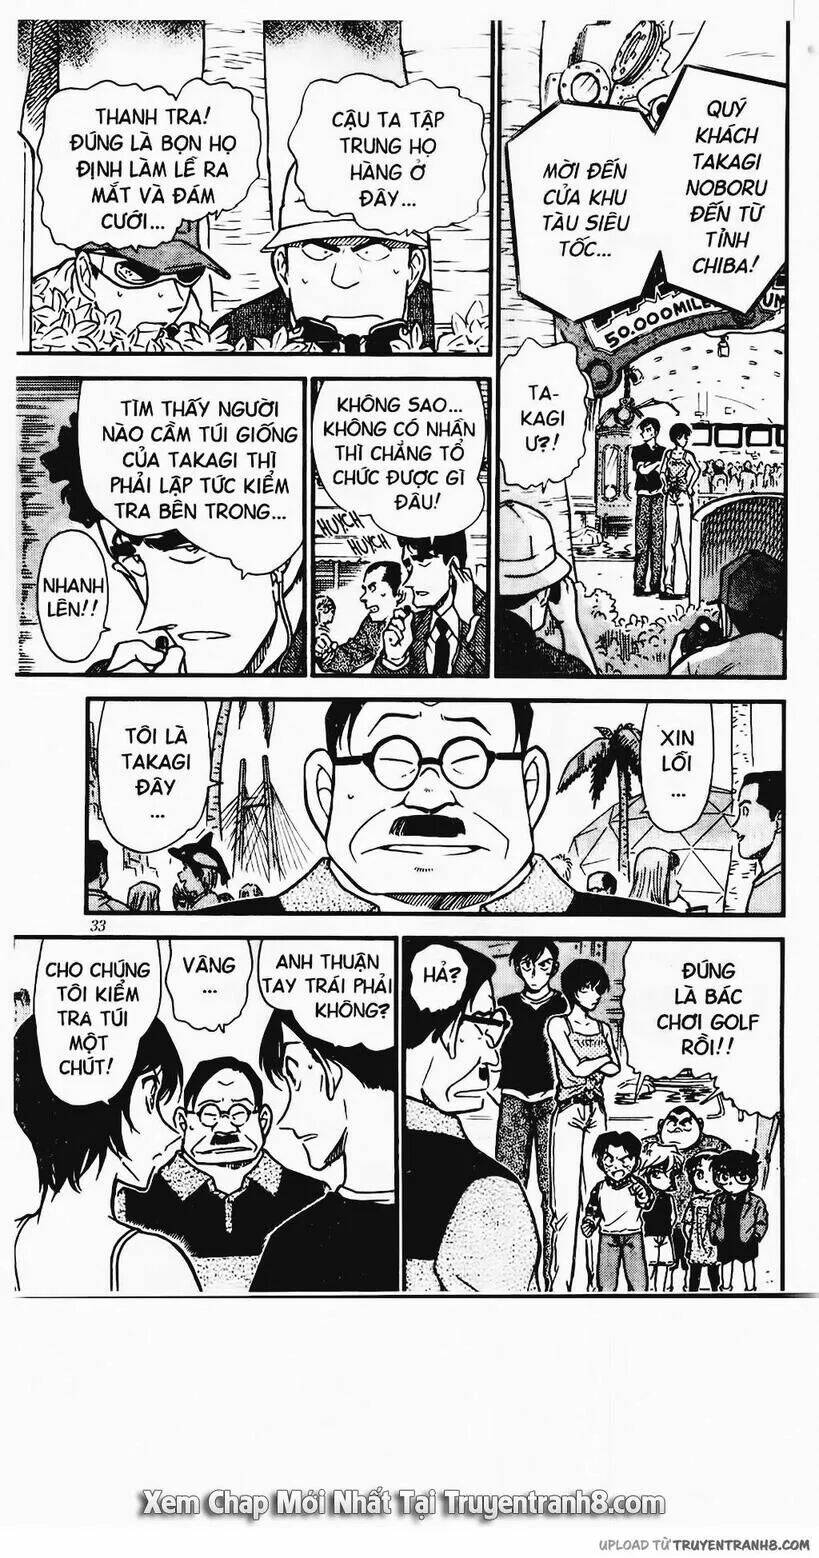 QUÝ
KHÁCH
TAKAGI
NOBORU
ĐẾN TỪ
TỈNH
CHIBA!
MỜI ĐẾN
CỬA KHU
TÀU SIÊU
TỐC...
50.000MILE
UM
TA-
KAGI
Ư?!
CẬU TA TẬP
TRUNG HỌ
HÀNG Ở
ĐÂY...
THANH TRA!
ĐÚNG LÀ BỌN HỌ
ĐỊNH LÀM LỄ RA
MẮT VÀ ĐÁM
CƯỚI...
KHÔNG SAO...
KHÔNG CÓ NHẪN
THÌ CHẲNG TỔ
CHỨC ĐƯỢC GÌ
ĐÂU!
HUỴCH
HUỴCH
TÌM THẤY NGƯỜI
NÀO CẦM TÚI GIỐNG
CỦA TAKAGI THÌ
PHẢI LẬP TỨC KIỂM
TRA BÊN TRONG...
NHANH
LÊN!!
XIN
LỖI
...
TÔI LÀ
TAKAGI
ĐÂY
...
33
ĐÚNG
LÀ BÁC
CHƠI GOLF
RỒI!!
HẢ?
ANH THUẬN
TAY TRÁI PHẢI
KHÔNG?
VÂNG
...
CHO CHÚNG
TÔI KIỂM
TRA TÚI
MỘT
CHÚT!
Xem Chap Mới Nhất Tại Truyentranh8.com
UPLOAD TỪ TRUYENTRANH8.COM